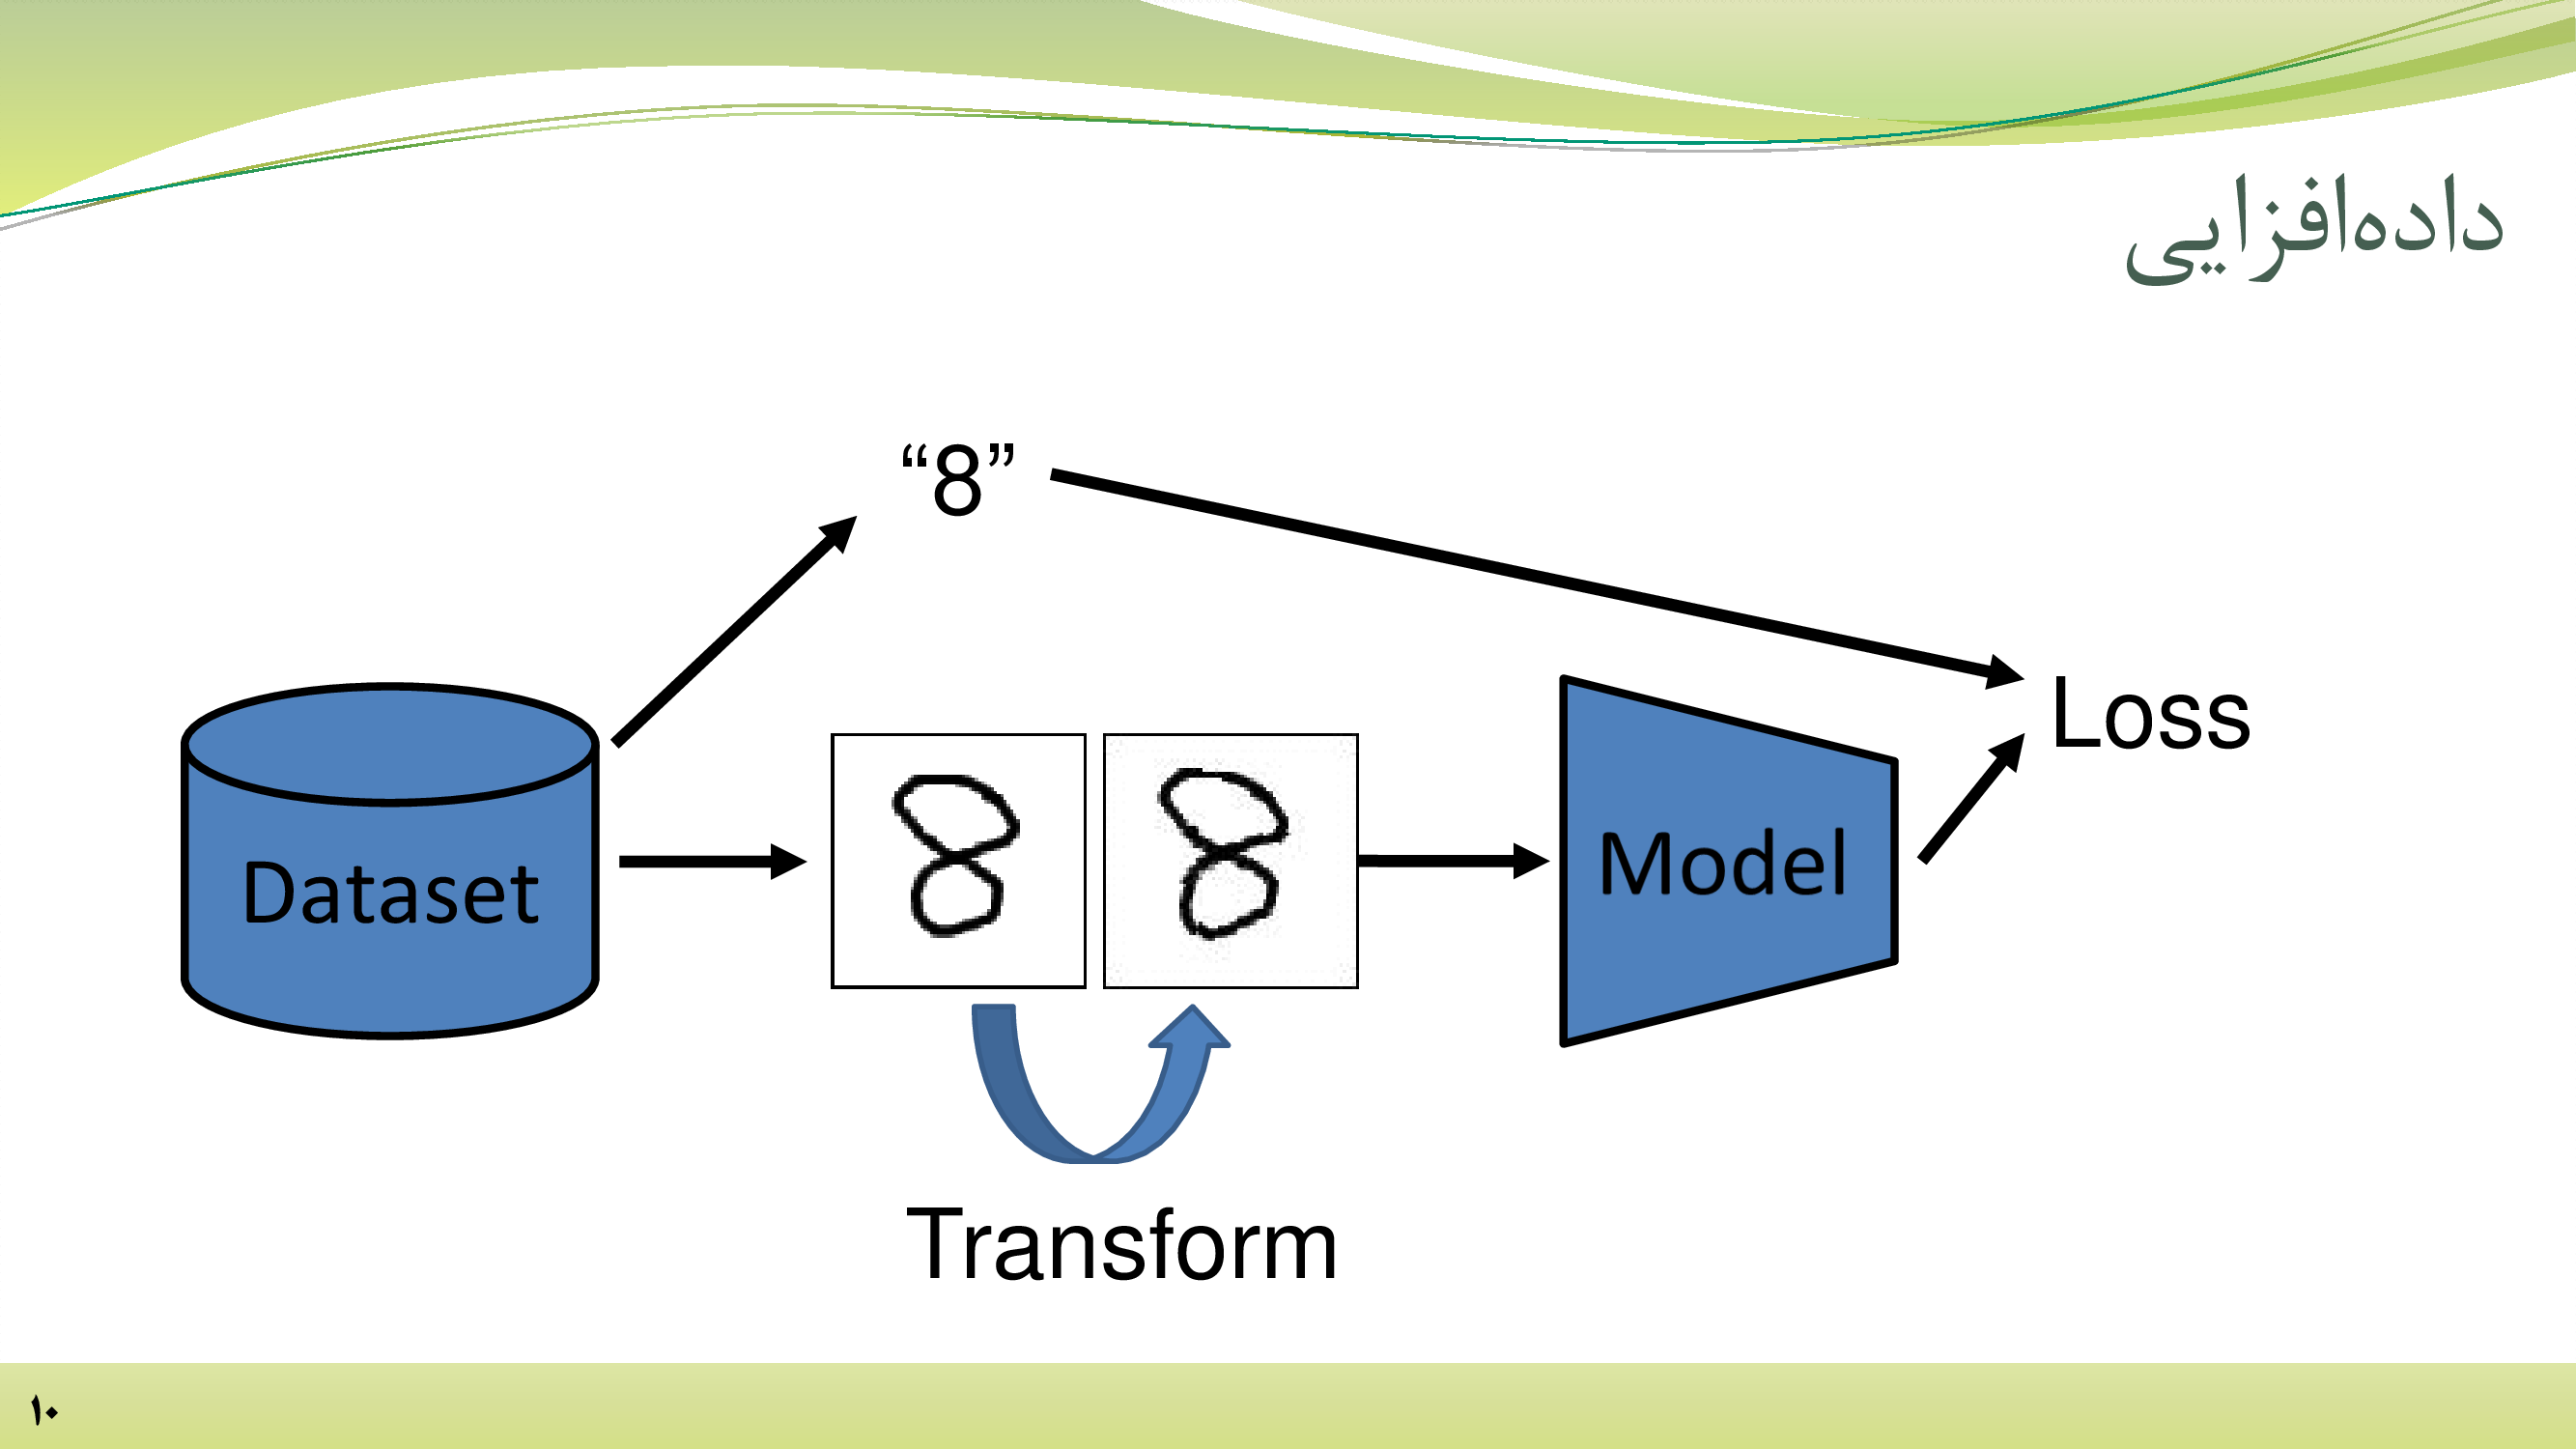 داده‌افزایی
“8”
Loss
Dataset
Model
Transform
۱۰